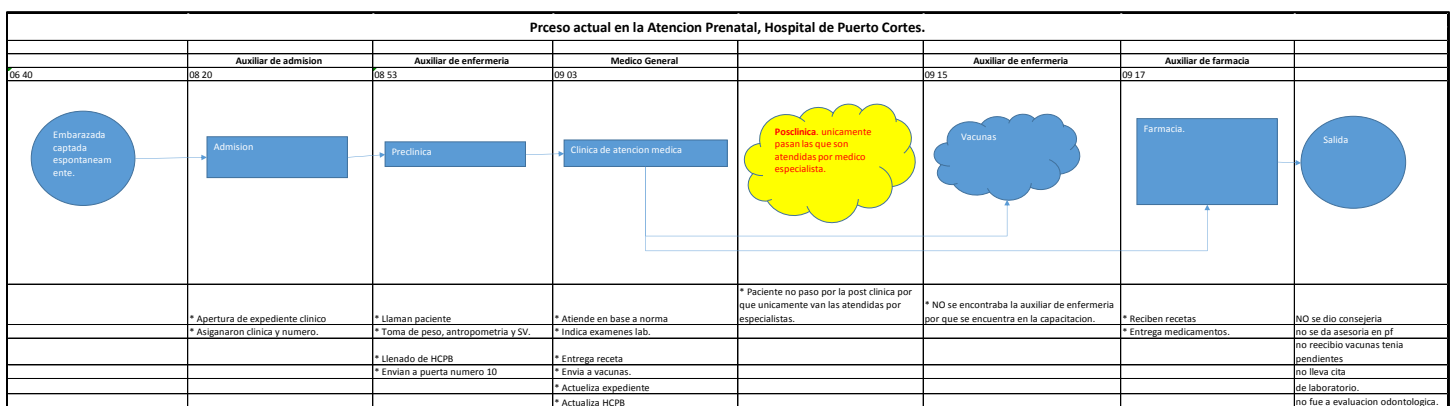 Prceso actual en la Atencion Prenatal, Hospital de Puerto Cortes.
Auxiliar de admision
Auxiliar de enfermeria
Medico General
Auxiliar de enfermeria
Auxiliar de farmacia
06 40
08 20
08 53
09 03
09 15
09 17
Embarazada
captada
espontaneam
ente.
Admision
Preclinica
Clinica de atencion medica
Posclinica. unicamente
pasan las que son
atendidas por medico
especialista.
Vacunas
Farmacia.
Salida
* Apertura de expediente clinico
* Asiganaron clinica y numero.
* Llaman paciente
* Toma de peso, antropometria y SV.
* Llenado de HCPB
* Envian a puerta numero 10
* Atiende en base a norma
* Indica examenes lab.
* Entrega receta
* Envia a vacunas.
* Actueliza expediente
* Actualiza HCPB
* Paciente no paso por la post clinica por
que unicamente van las atendidas por
especialistas.
* NO se encontraba la auxiliar de enfermeria
por que se encuentra en la capacitacion.
* Reciben recetas
* Entrega medicamentos.
NO se dio consejeria
no se da asesoria en pf
no reecibio vacunas tenia
pendientes
no lleva cita
de laboratorio.
no fue a evaluacion odontologica.